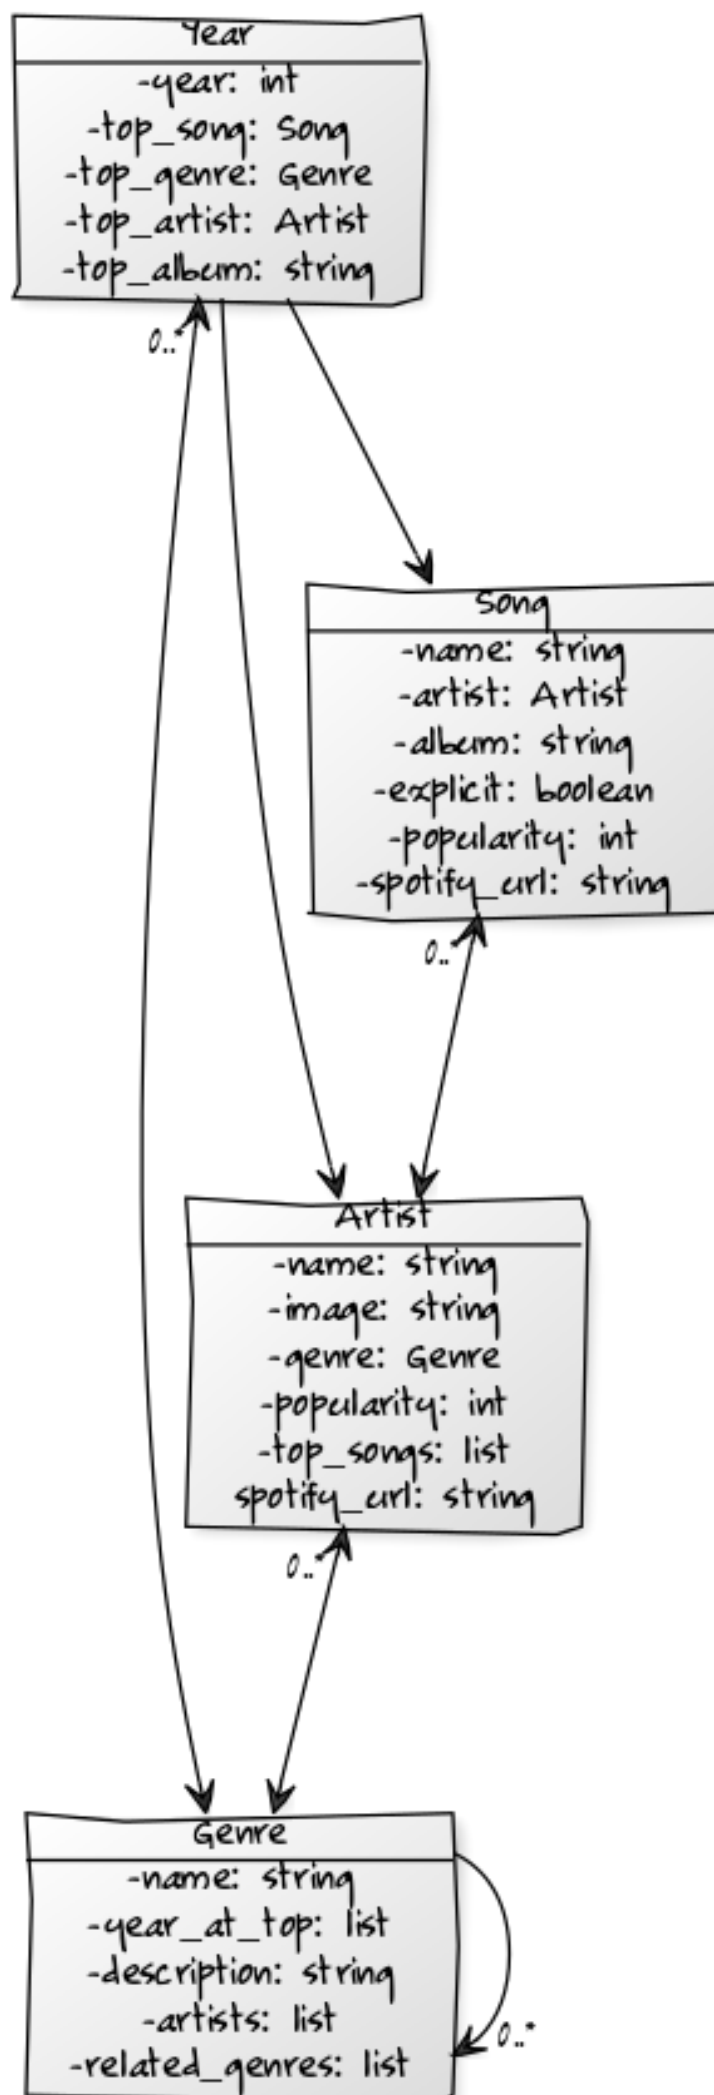 Year
-year: int
-top_song: Song
-top_genre: Genre
-top_artist: Artist
-top_album: string
0..*
Song
-name: string
-artist: Artist
-album: string
-explicit: boolean
-popularity: int
-spotify_url: string
0..*
Artist
-name: string
-image: string
-genre: Genre
-popularity: int
-top_songs: list
spotify_url: string
0..*
Genre
-name: string
-year_at_top: list
-description: string
-artists: list
0..*
-related_genres: list